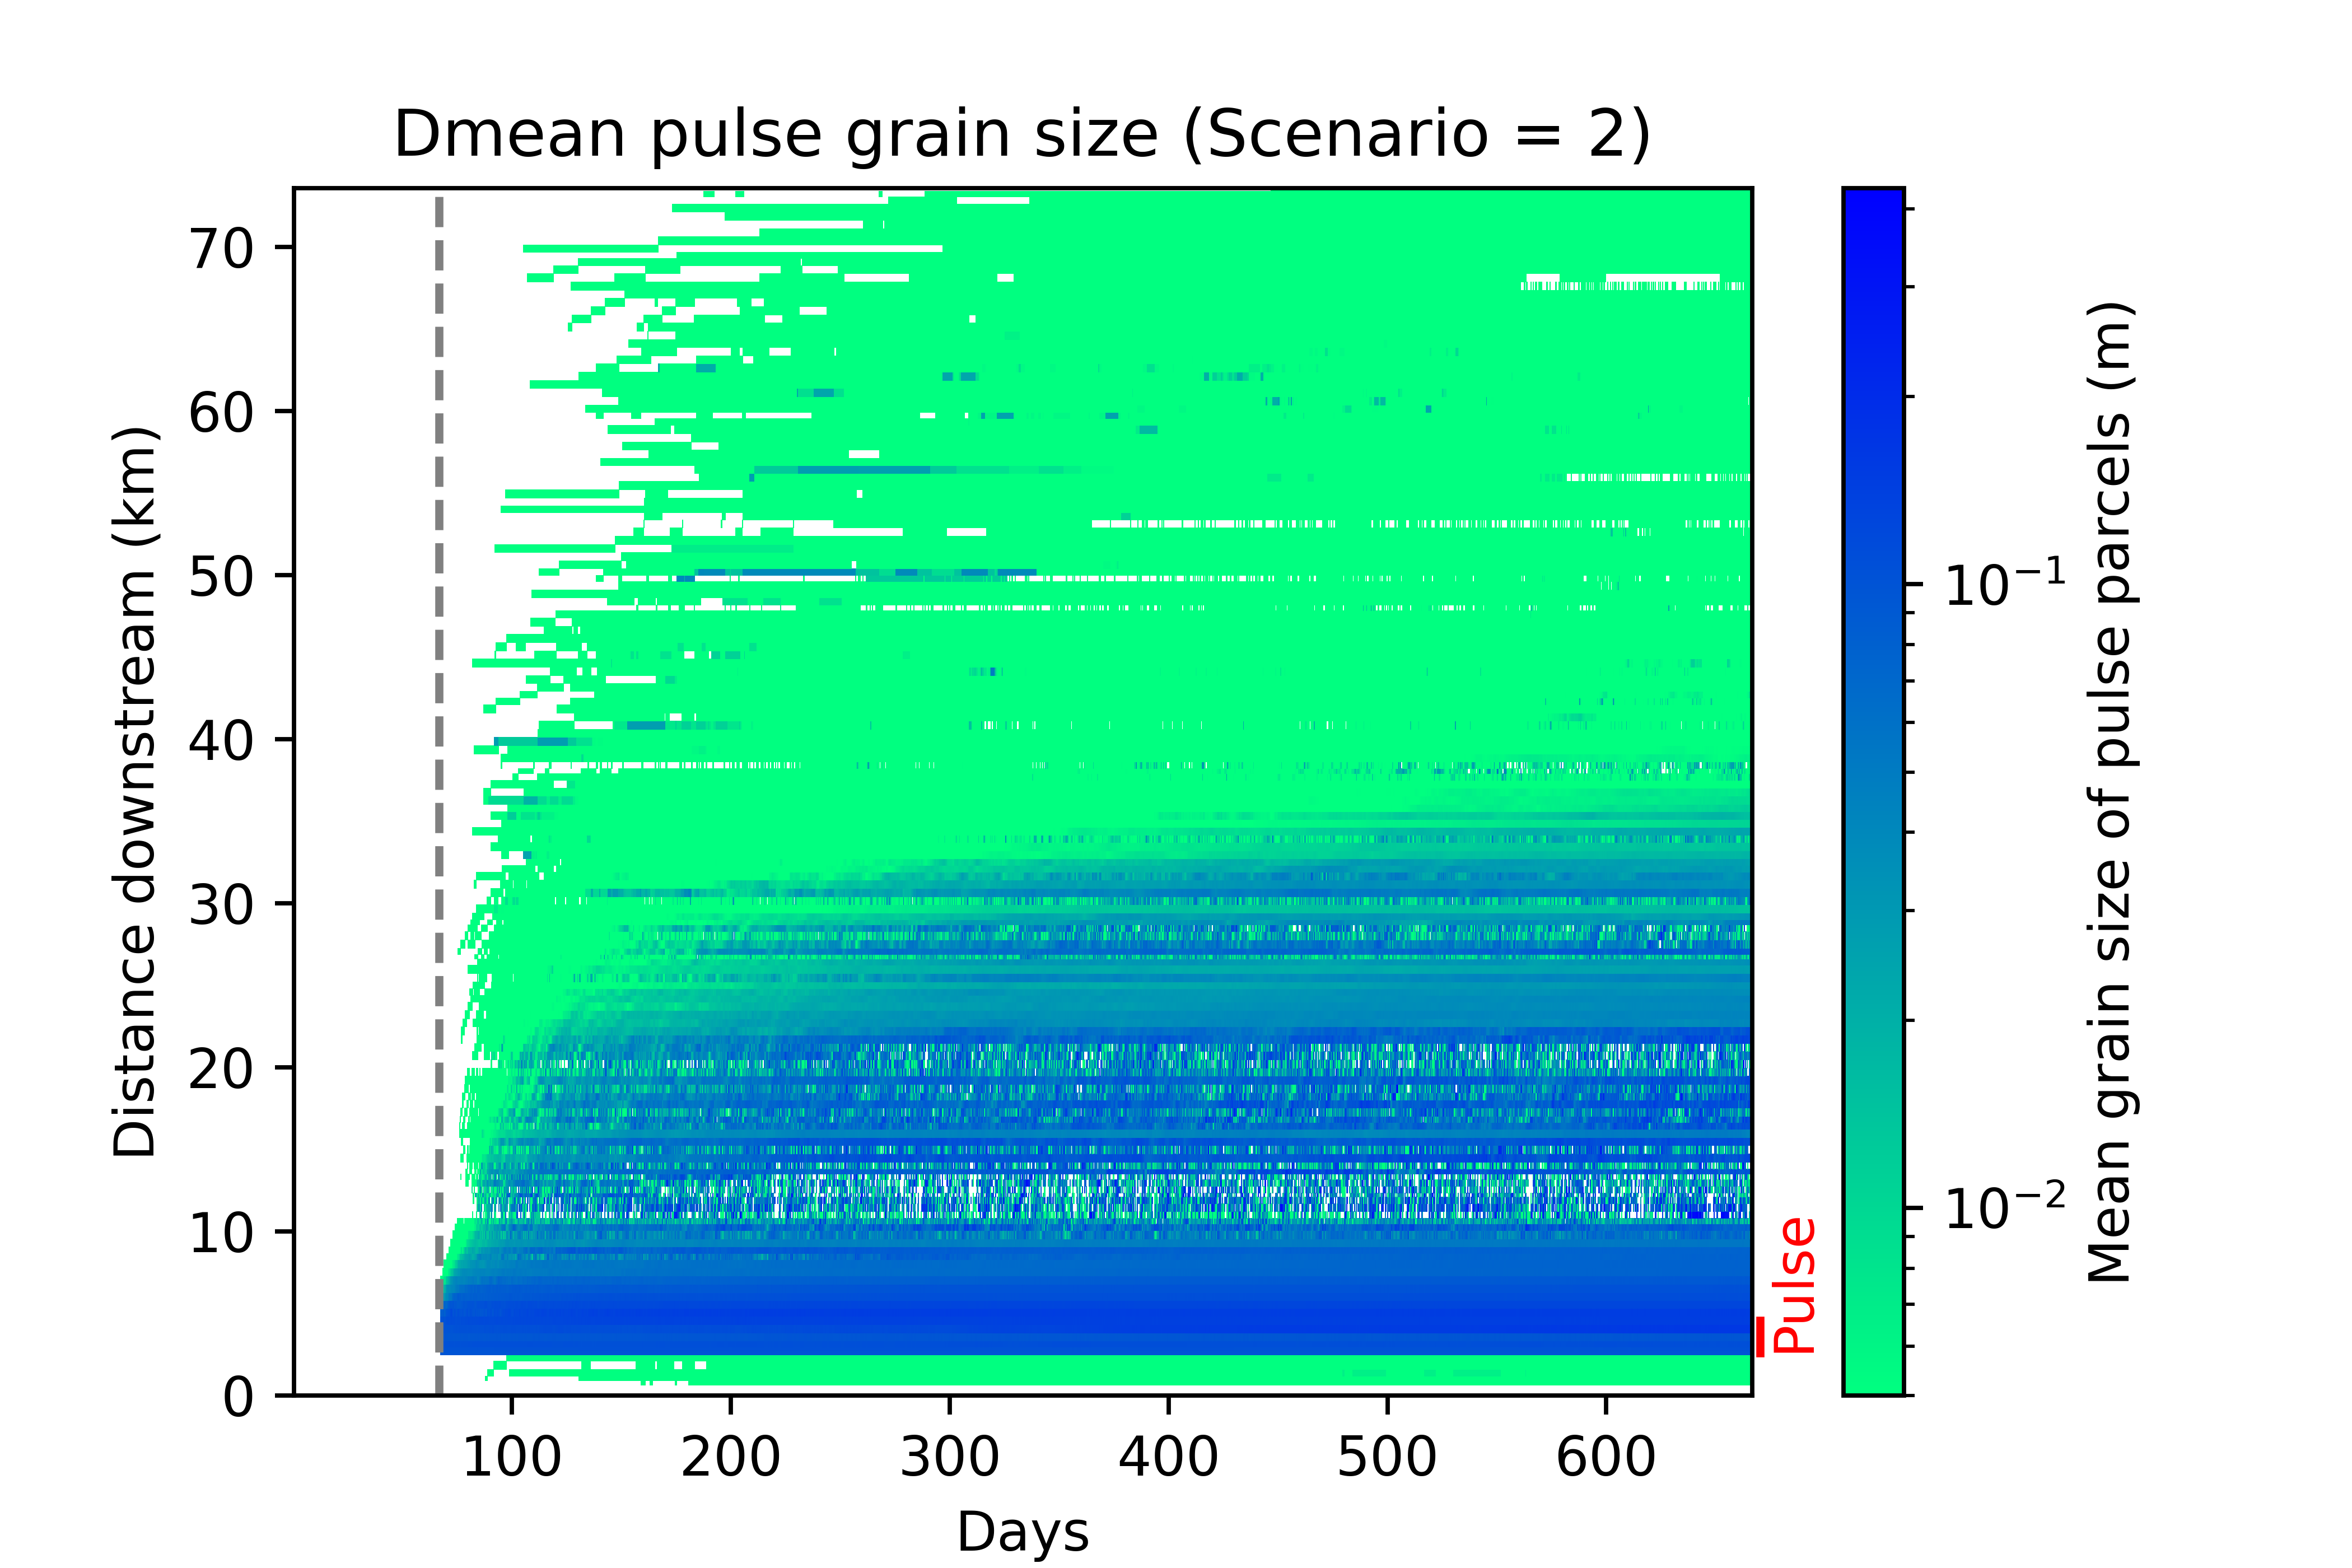 Dmean pulse grain size (Scenario = 2)
Distance downstream (km)
70
60
50
40
30
20
10
0
100 200 300 400 500 600
Days
Pulse
10⁻¹
10⁻²
Mean grain size of pulse parcels (m)